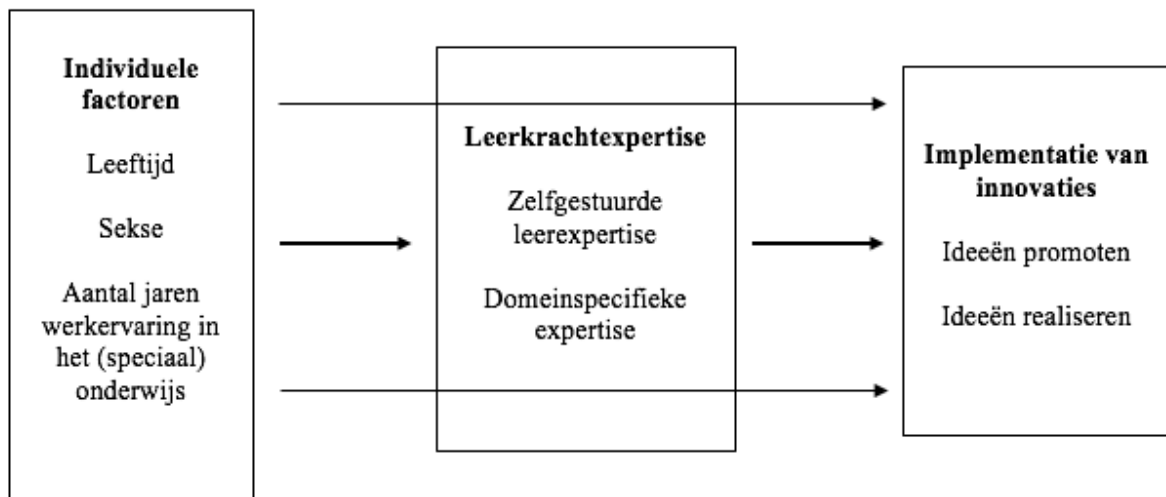 Individuele
factoren
Leeftijd
Sekse
Aantal jaren
werkervaring in
het (speciaal)
onderwijs
Leerkrachtexpertise
Zelfgestuurde
leerexpertise
Domeinspecifieke
expertise
Implementatie van
innovaties
Ideeën promoten
Ideeën realiseren